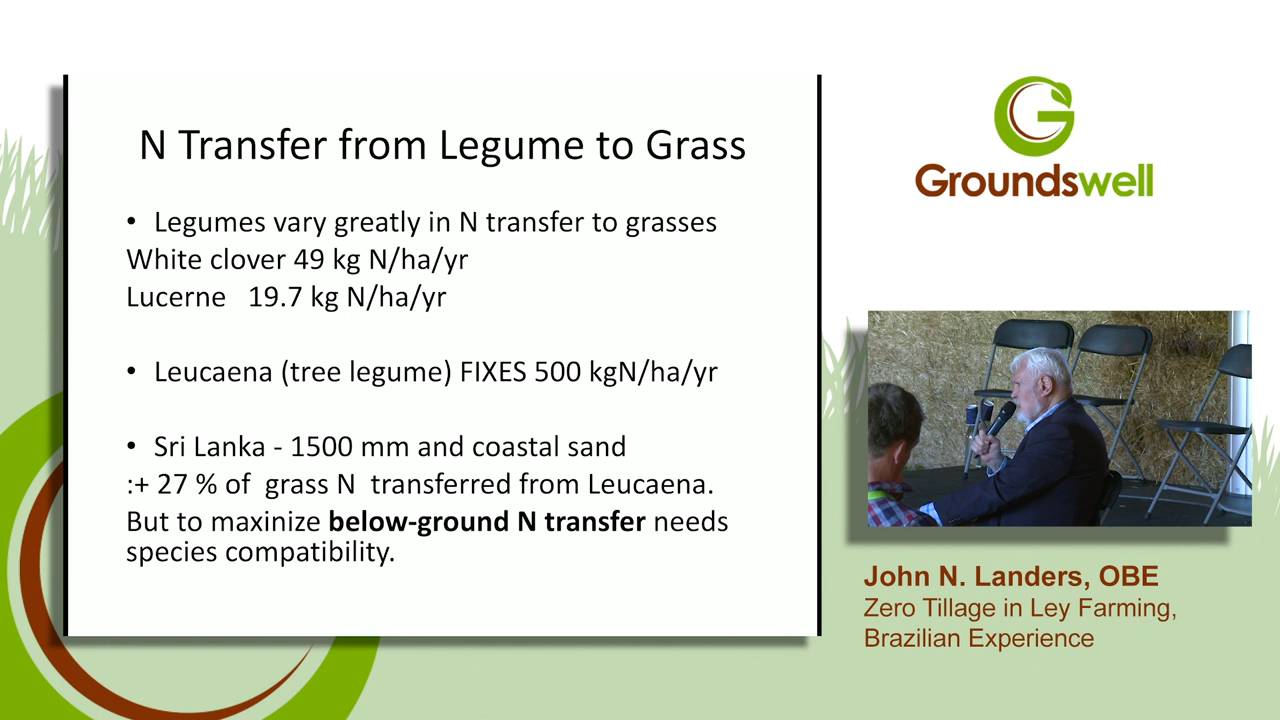 N Transfer from Legume to Grass
• Legumes vary greatly in N transfer to grasses
White clover 49 kg N/ha/yr
Lucerne 19.7 kg N/ha/yr
• Leucaena (tree legume) FIXES 500 kgN/ha/yr
• Sri Lanka - 1500 mm and coastal sand
:+ 27 % of grass N transferred from Leucaena.
But to maxinize below-ground N transfer needs
species compatibility.
Groundswell
John N. Landers, OBE
Zero Tillage in Ley Farming,
Brazilian Experience